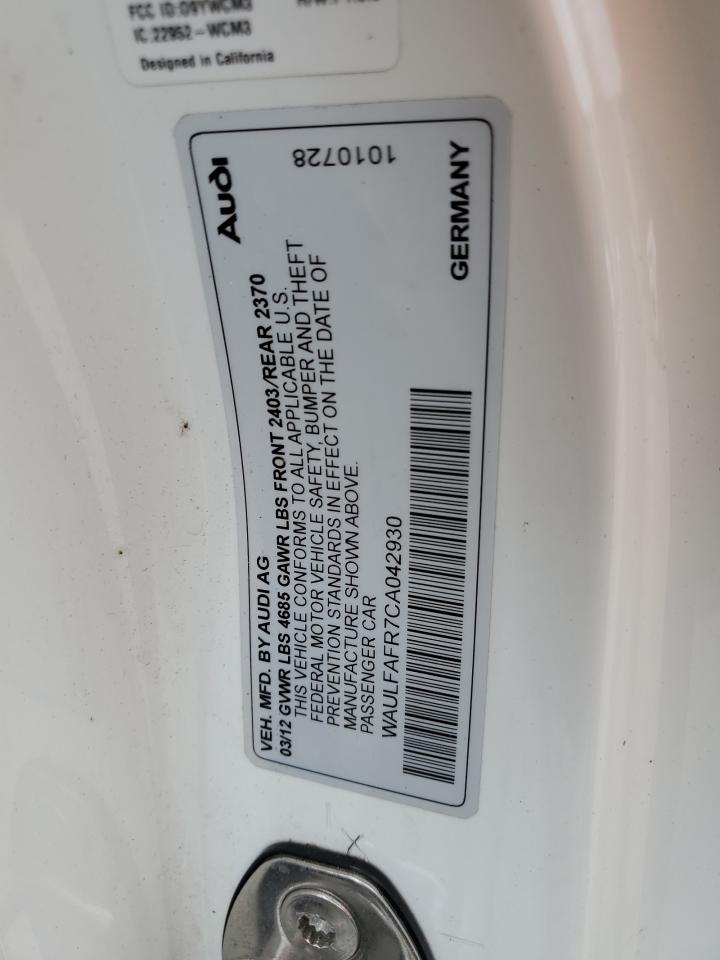 IC: 22952-WCM3
Designed in California
Audi
VEH. MFD. BY AUDI AG
03/12 GVWR LBS 4685 GAWR LBS FRONT 2403/REAR 2370
THIS VEHICLE CONFORMS TO ALL APPLICABLE U.S.
FEDERAL MOTOR VEHICLE SAFETY, BUMPER AND THEFT
PREVENTION STANDARDS IN EFFECT ON THE DATE OF
MANUFACTURE SHOWN ABOVE.
PASSENGER CAR
WAULFAFR7CA042930
1010728
GERMANY